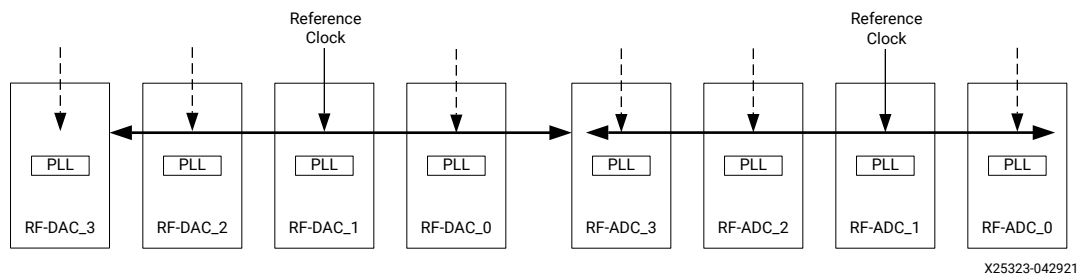 Reference
Clock
Reference
Clock
PLL
PLL
PLL
PLL
PLL
PLL
PLL
PLL
RF-DAC_3
RF-DAC_2
RF-DAC_1
RF-DAC_0
RF-ADC_3
RF-ADC_2
RF-ADC_1
RF-ADC_0
X25323-042921